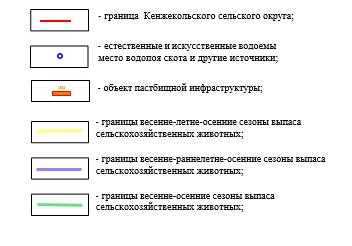 - граница Кенжекольского сельского округа;
- естественные и искусственные водоемы
место водопоя скота и другие источники;
- объект пастбищной инфраструктуры;
- границы весенне-летне-осенние сезоны выпаса
сельскохозяйственных животных;
- границы весенне-раннелетне-осенние сезоны выпаса
сельскохозяйственных животных;
- границы весенне-осенние сезоны выпаса
сельскохозяйственных животных;